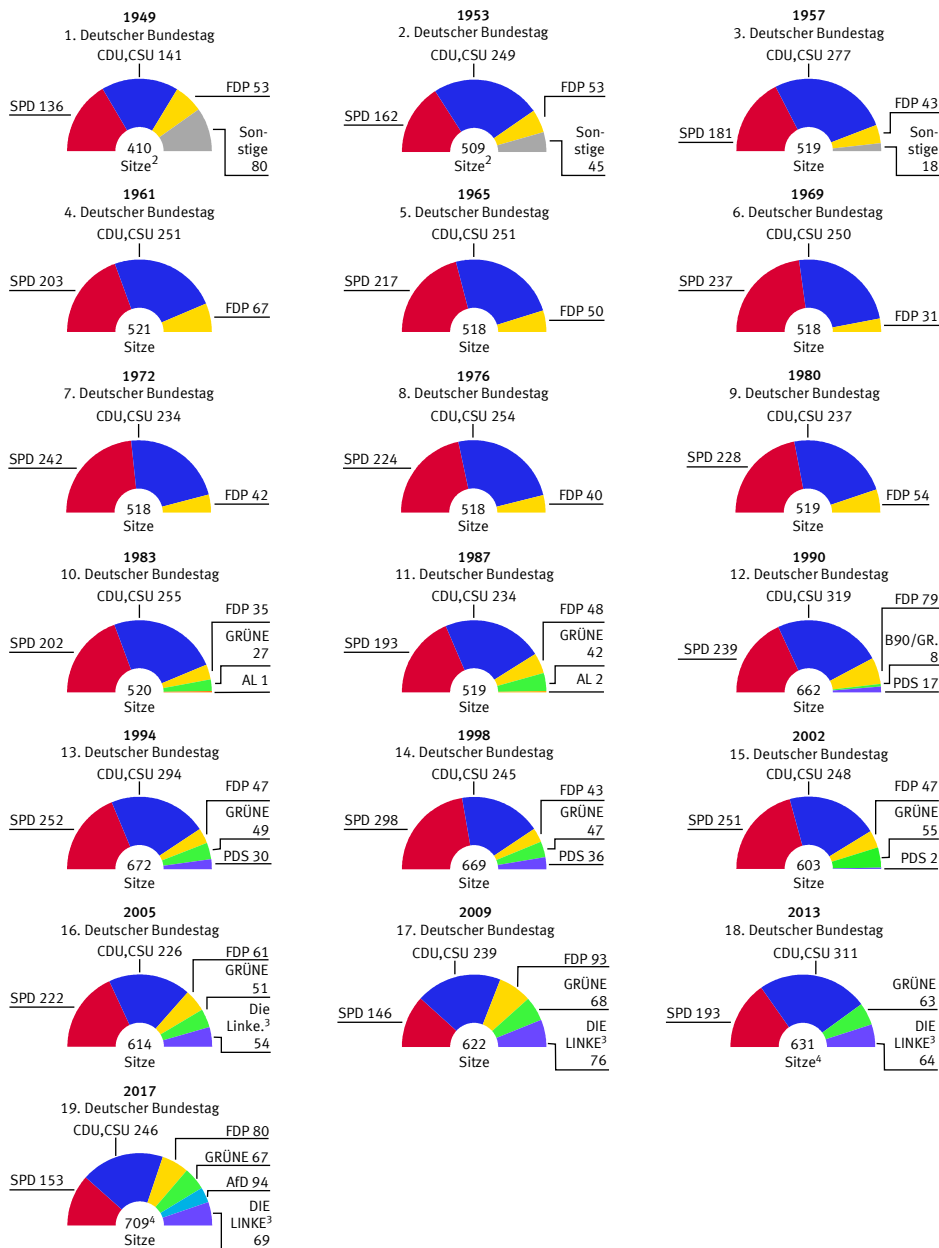 1949
1. Deutscher Bundestag
CDU,CSU 141
FDP 53
SPD 136
Son-
stige
80
410
Sitze²
1953
2. Deutscher Bundestag
CDU,CSU 249
FDP 53
SPD 162
Son-
stige
45
509
Sitze²
1957
3. Deutscher Bundestag
CDU,CSU 277
FDP 43
SPD 181
Son-
stige
18
519
Sitze
1961
4. Deutscher Bundestag
CDU,CSU 251
SPD 203
FDP 67
521
Sitze
1965
5. Deutscher Bundestag
CDU,CSU 251
SPD 217
FDP 50
518
Sitze
1969
6. Deutscher Bundestag
CDU,CSU 250
SPD 237
FDP 31
518
Sitze
1972
7. Deutscher Bundestag
CDU,CSU 234
SPD 242
FDP 42
518
Sitze
1976
8. Deutscher Bundestag
CDU,CSU 254
SPD 224
FDP 40
518
Sitze
1980
9. Deutscher Bundestag
CDU,CSU 237
SPD 228
FDP 54
519
Sitze
1983
10. Deutscher Bundestag
CDU,CSU 255
FDP 35
GRÜNE
27
SPD 202
AL 1
520
Sitze
1987
11. Deutscher Bundestag
CDU,CSU 234
FDP 48
GRÜNE
42
SPD 193
AL 2
519
Sitze
1990
12. Deutscher Bundestag
CDU,CSU 319
FDP 79
B90/GR.
8
SPD 239
PDS 17
662
Sitze
1994
13. Deutscher Bundestag
CDU,CSU 294
FDP 47
GRÜNE
49
SPD 252
PDS 30
672
Sitze
1998
14. Deutscher Bundestag
CDU,CSU 245
FDP 43
GRÜNE
47
SPD 298
PDS 36
669
Sitze
2002
15. Deutscher Bundestag
CDU,CSU 248
FDP 47
GRÜNE
55
SPD 251
PDS 2
603
Sitze
2005
16. Deutscher Bundestag
CDU,CSU 226
FDP 61
GRÜNE
51
SPD 222
Die
Linke.³
54
614
Sitze
2009
17. Deutscher Bundestag
CDU,CSU 239
FDP 93
GRÜNE
68
SPD 146
DIE
LINKE³
76
622
Sitze
2013
18. Deutscher Bundestag
CDU,CSU 311
GRÜNE
63
SPD 193
DIE
LINKE³
64
631
Sitze⁴
2017
19. Deutscher Bundestag
CDU,CSU 246
FDP 80
GRÜNE 67
SPD 153
AfD 94
DIE
LINKE³
69
709⁴
Sitze